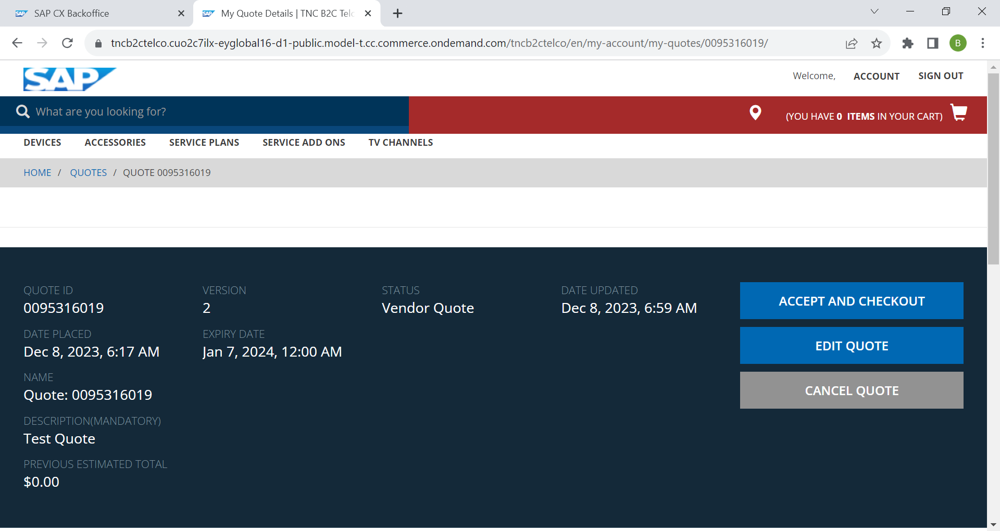 SAP CX Backoffice
My Quote Details | TNC B2C Tel
tncb2ctelco.cuo2c7ilx-eyglobal16-d1-public.model-t.cc.commerce.ondemand.com/tncb2ctelco/en/my-account/my-quotes/0095316019/
B
SAP
Welcome, ACCOUNT SIGN OUT
What are you looking for?
(YOU HAVE 0 ITEMS IN YOUR CART)
DEVICES ACCESSORIES SERVICE PLANS SERVICE ADD ONS TV CHANNELS
HOME / QUOTES / QUOTE 0095316019
QUOTE ID
0095316019
VERSION
2
STATUS
Vendor Quote
DATE UPDATED
Dec 8, 2023, 6:59 AM
DATE PLACED
Dec 8, 2023, 6:17 AM
EXPIRY DATE
Jan 7, 2024, 12:00 AM
NAME
Quote: 0095316019
DESCRIPTION(MANDATORY)
Test Quote
PREVIOUS ESTIMATED TOTAL
$0.00
ACCEPT AND CHECKOUT
EDIT QUOTE
CANCEL QUOTE